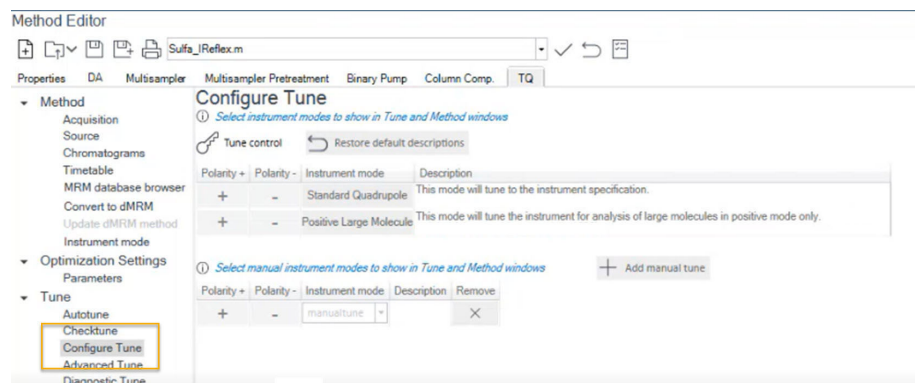 Method Editor
Sulfa_IReflex.m
Properties DA Multisampler Multisampler Pretreatment Binary Pump Column Comp. TQ
Method
Acquisition
Source
Chromatograms
Timetable
MRM database browser
Convert to dMRM
Update dMRM method
Instrument mode
Optimization Settings
Parameters
Tune
Autotune
Checktune
Configure Tune
Advanced Tune
Diagnostic Tune
Configure Tune
Select instrument modes to show in Tune and Method windows
Tune control Restore default descriptions
Polarity + Polarity - Instrument mode Description
+ - Standard Quadrupole This mode will tune to the instrument specification.
+ - Positive Large Molecule This mode will tune the instrument for analysis of large molecules in positive mode only.
Select manual instrument modes to show in Tune and Method windows + Add manual tune
Polarity + Polarity - Instrument mode Description Remove
+ - manualtune